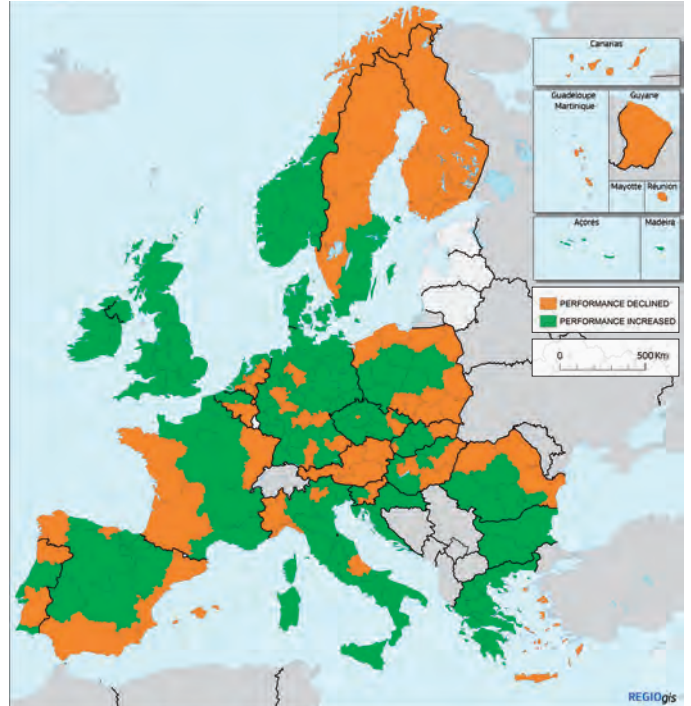 Canarias
Guadeloupe
Martinique
Guyane
Mayotte
Réunion
Açores
Madeira
PERFORMANCE DECLINED
PERFORMANCE INCREASED
0 500 Km
REGIOgis